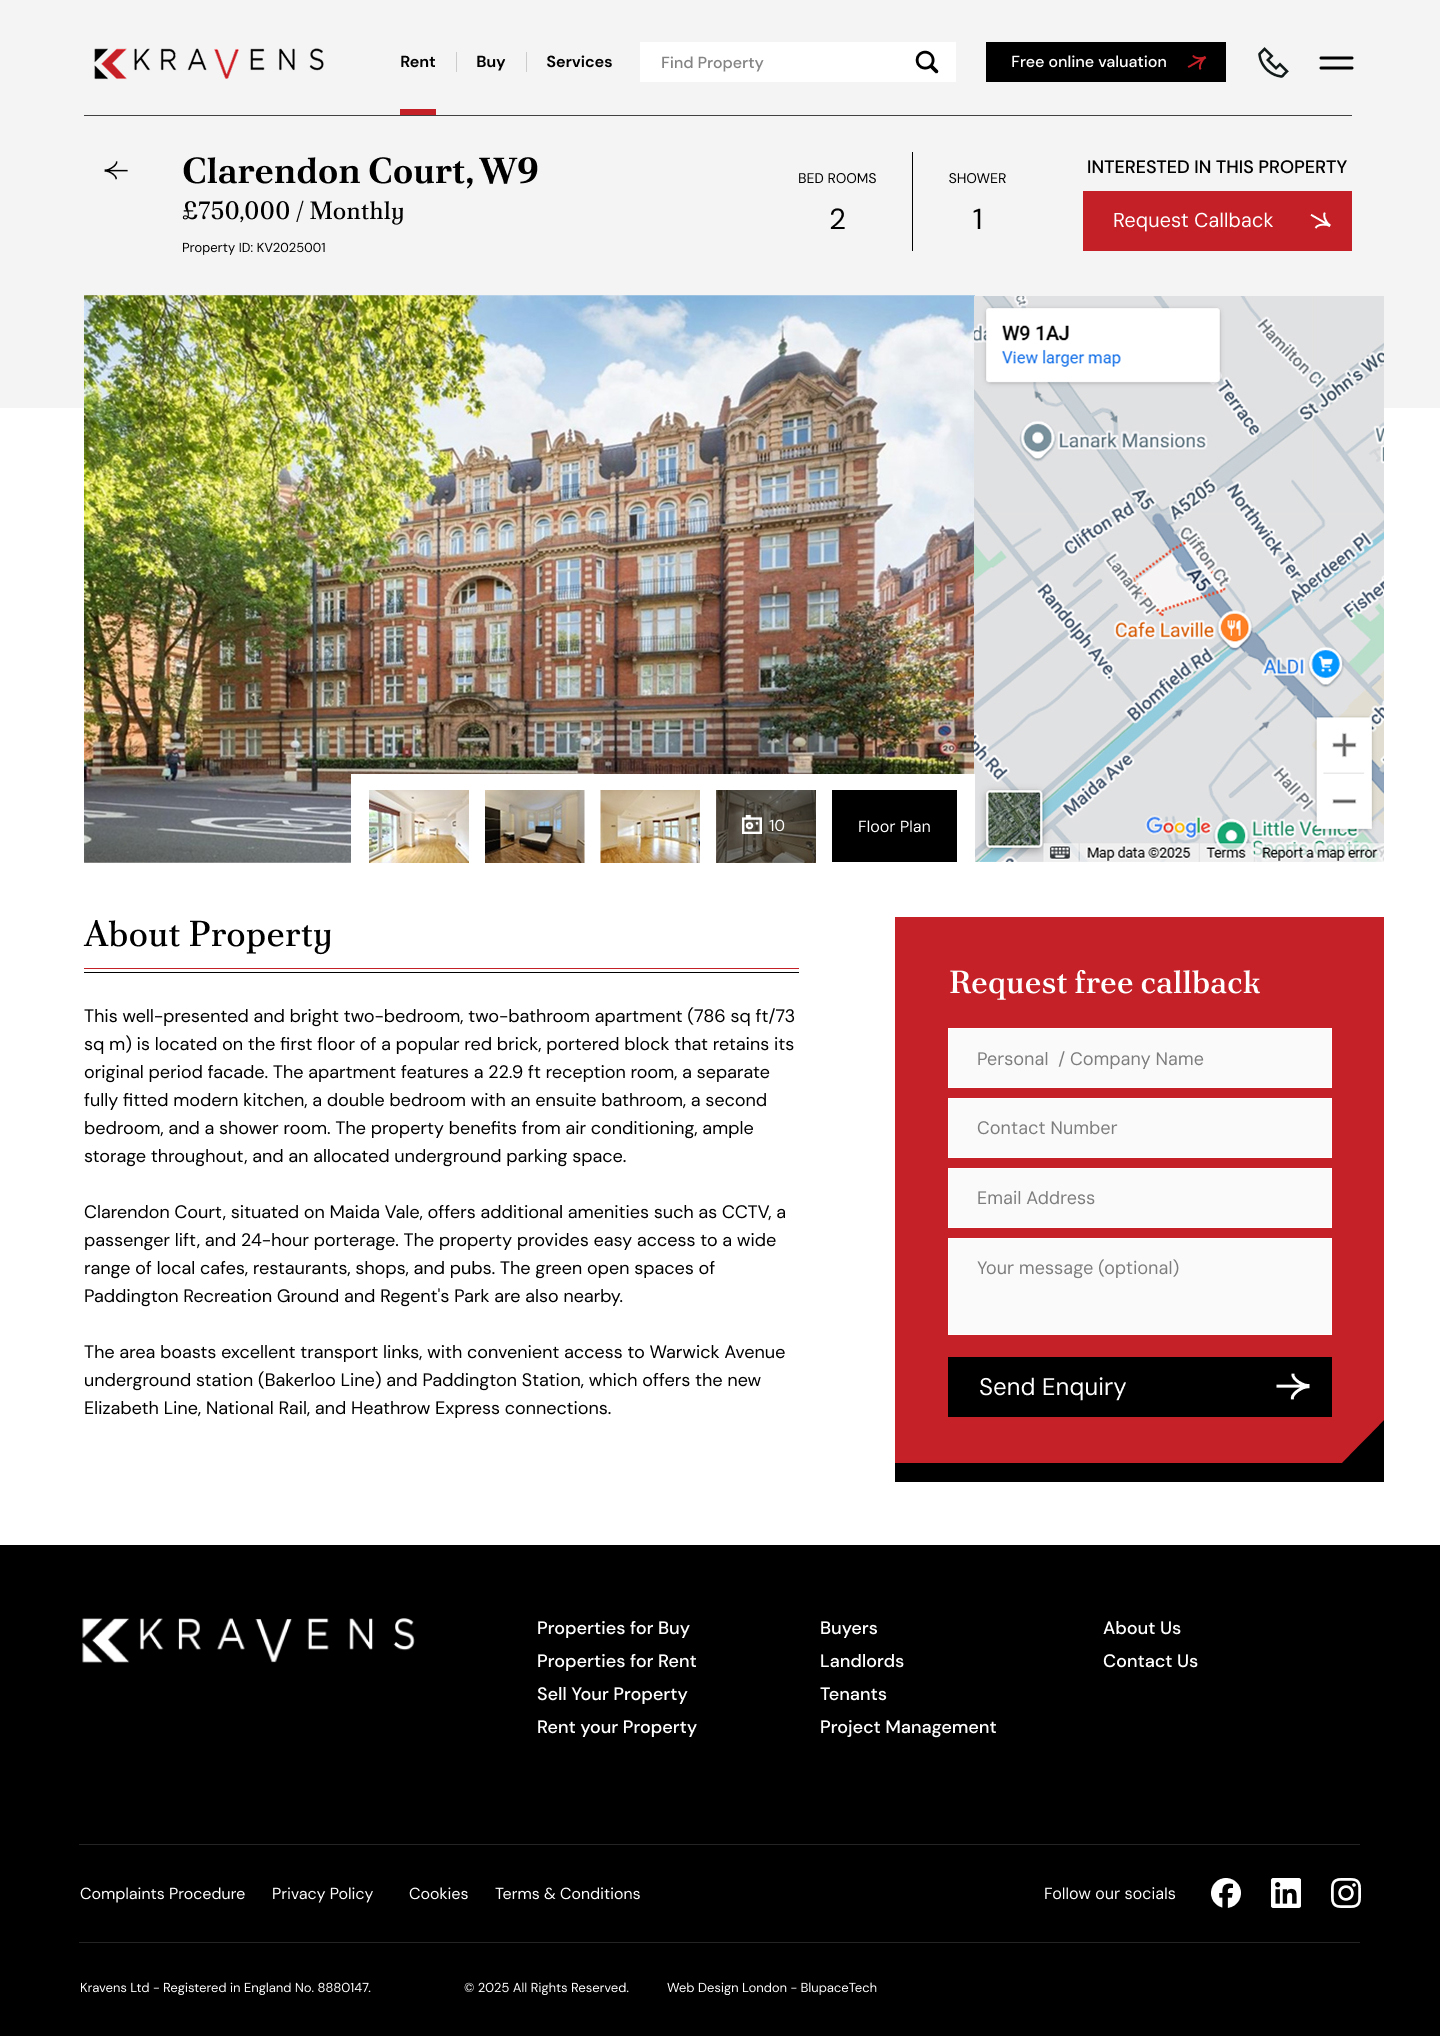 KRAVENS
Rent
Buy
Services
Find Property
Free online valuation
Clarendon Court, W9
£750,000 / Monthly
Property ID: KV2025001
BED ROOMS
2
SHOWER
1
INTERESTED IN THIS PROPERTY
Request Callback
W9 1AJ
View larger map
Hamilton Cl
St John's Wo
Terrace
Lanark Mansions
A5
A5205
Clifton Rd
Northwick Ter
Clifton Ct
Lanark Pl
A5
Aberdeen Pl
Fisher
Randolph Ave.
Cafe Laville
ALDI
Blomfield Rd
Maida Ave
ph Rd
Hall Pl
20
Google
Little Venice
Sports Centre
Map data ©2025
Terms
Report a map error
10
Floor Plan
About Property
This well-presented and bright two-bedroom, two-bathroom apartment (786 sq ft/73
sq m) is located on the first floor of a popular red brick, portered block that retains its
original period facade. The apartment features a 22.9 ft reception room, a separate
fully fitted modern kitchen, a double bedroom with an ensuite bathroom, a second
bedroom, and a shower room. The property benefits from air conditioning, ample
storage throughout, and an allocated underground parking space.
Clarendon Court, situated on Maida Vale, offers additional amenities such as CCTV, a
passenger lift, and 24-hour porterage. The property provides easy access to a wide
range of local cafes, restaurants, shops, and pubs. The green open spaces of
Paddington Recreation Ground and Regent's Park are also nearby.
The area boasts excellent transport links, with convenient access to Warwick Avenue
underground station (Bakerloo Line) and Paddington Station, which offers the new
Elizabeth Line, National Rail, and Heathrow Express connections.
Request free callback
Personal / Company Name
Contact Number
Email Address
Your message (optional)
Send Enquiry
KRAVENS
Properties for Buy
Properties for Rent
Sell Your Property
Rent your Property
Buyers
Landlords
Tenants
Project Management
About Us
Contact Us
Complaints Procedure
Privacy Policy
Cookies
Terms & Conditions
Follow our socials
Kravens Ltd - Registered in England No. 8880147.
© 2025 All Rights Reserved.
Web Design London - BlupaceTech